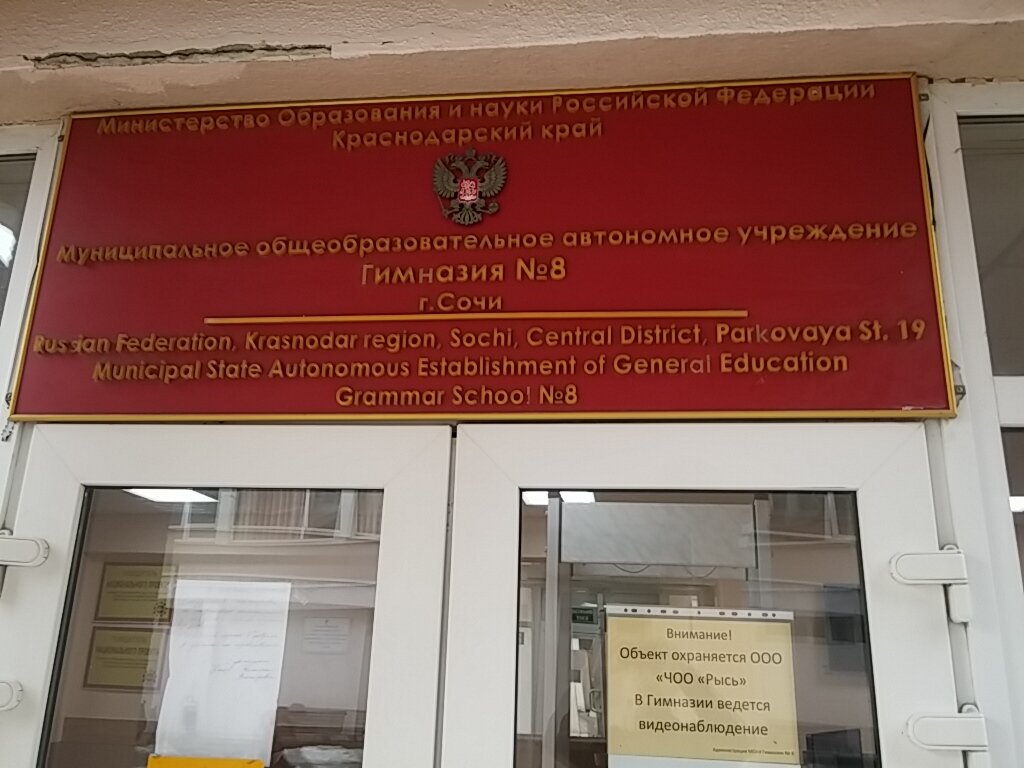 Министерство Образования и науки Российской Федерации
Краснодарский край
Муниципальное общеобразовательное автономное учреждение
Гимназия №8
г.Сочи
Russian Federation, Krasnodar region, Sochi, Central District, Parkovaya St. 19
Municipal State Autonomous Establishment of General Education
Grammar School №8
Внимание!
Объект охраняется ООО
«ЧОО «Рысь»
В Гимназии ведется
видеонаблюдение